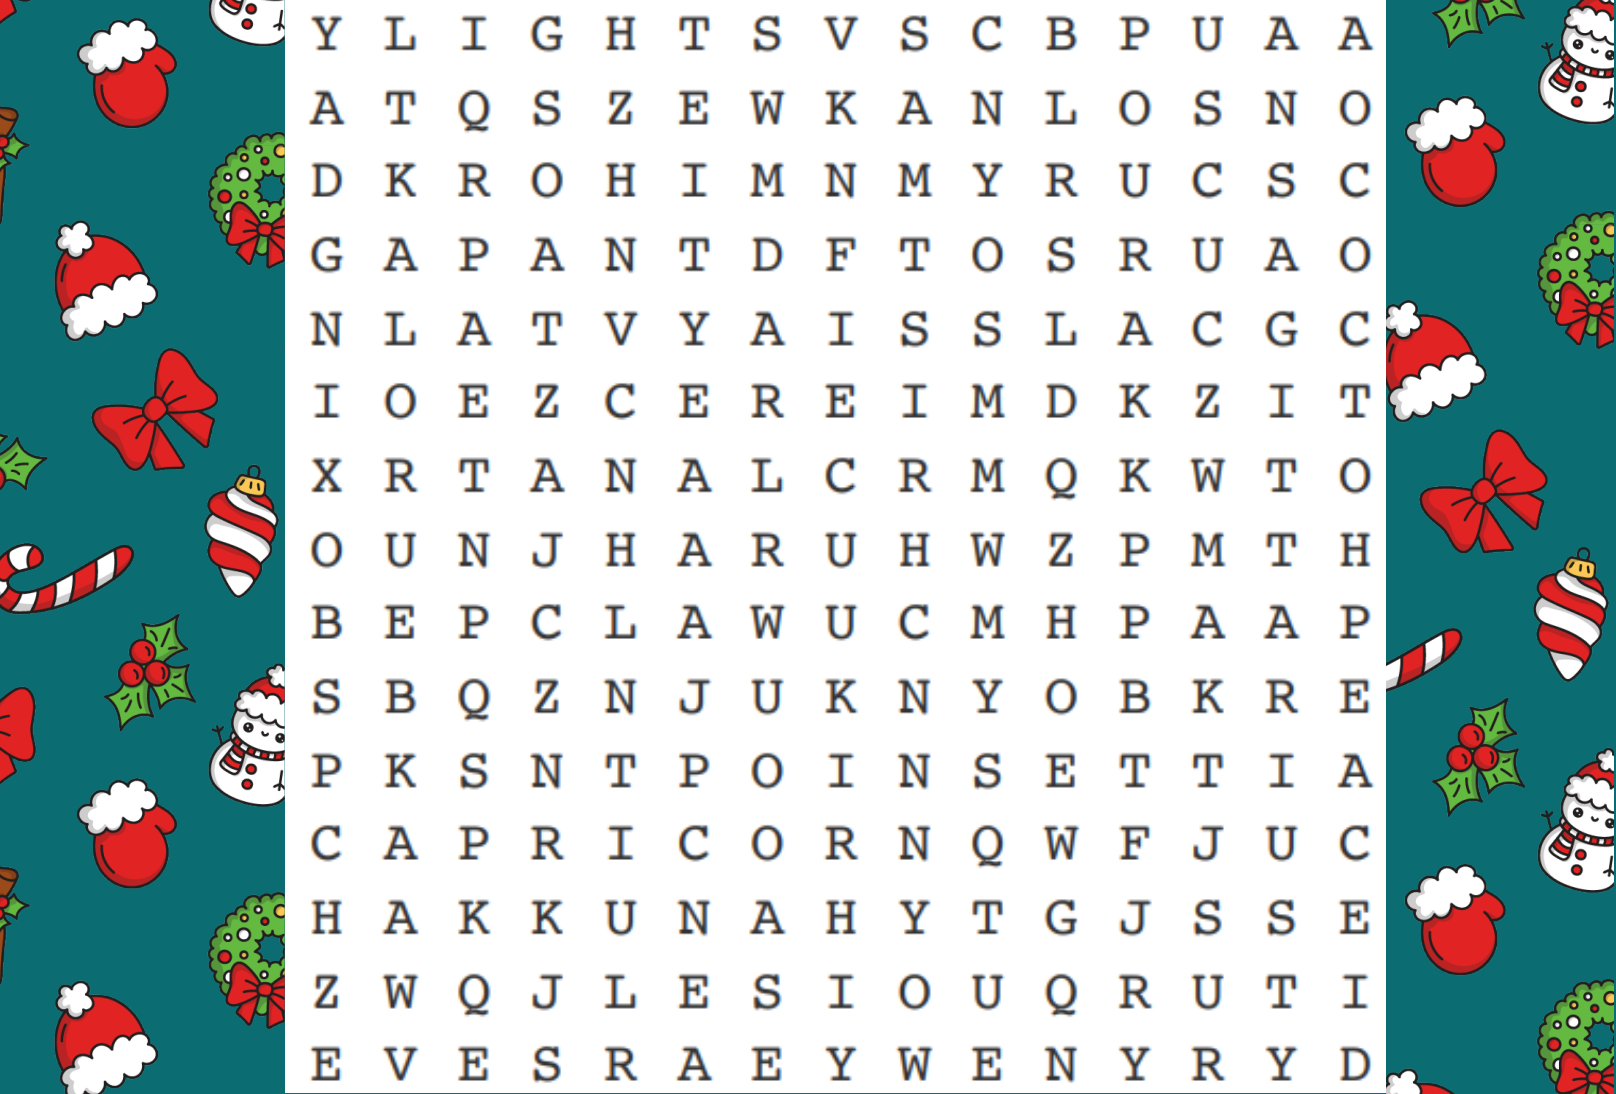 Y L I G H T S V S C B P U A A
A T Q S Z E W K A N L O S N O
D K R O H I M N M Y R U C S C
G A P A N T D F T O S R U A O
N L A T V Y A I S S L A C G C
I O E Z C E R E I M D K Z I T
X R T A N A L C R M Q K W T O
O U N J H A R U H W Z P M T H
B E P C L A W U C M H P A A P
S B Q Z N J U K N Y O B K R E
P K S N T P O I N S E T T I A
C A P R I C O R N Q W F J U C
H A K K U N A H Y T G J S S E
Z W Q J L E S I O U Q R U T I
E V E S R A E Y W E N Y R Y D